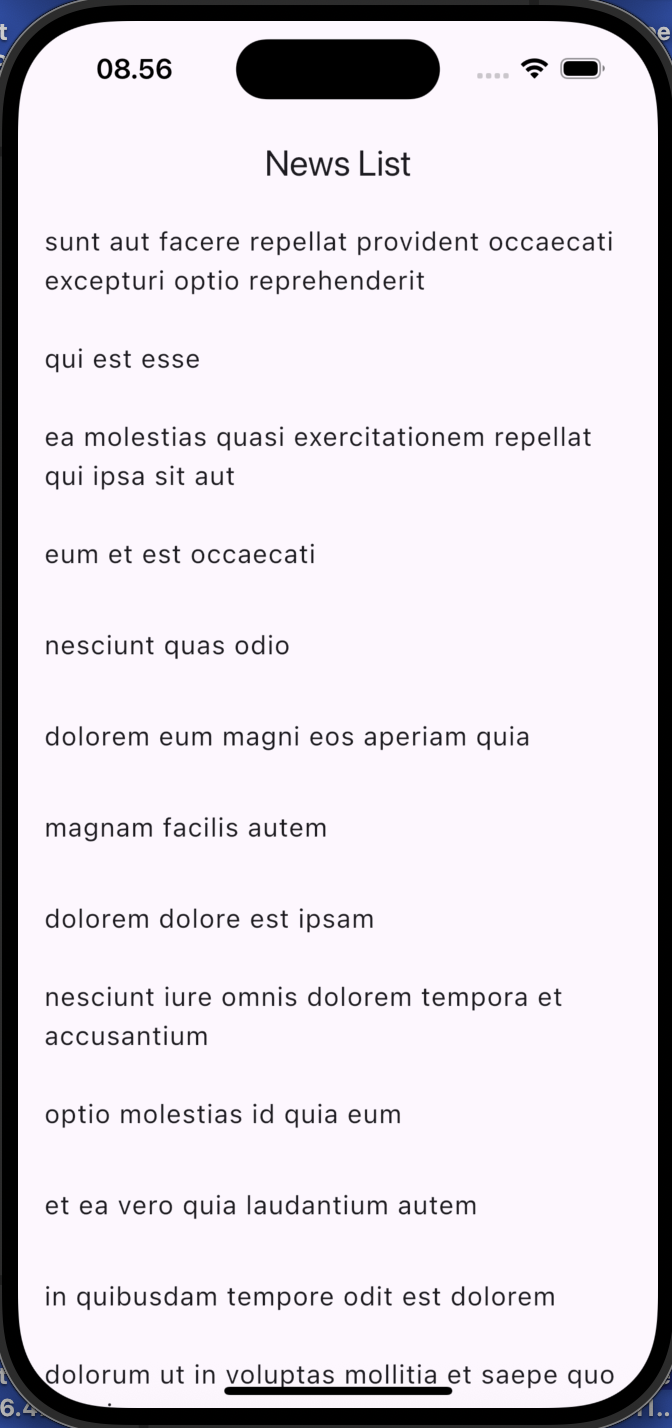 08.56
News List
sunt aut facere repellat provident occaecati
excepturi optio reprehenderit
qui est esse
ea molestias quasi exercitationem repellat
qui ipsa sit aut
eum et est occaecati
nesciunt quas odio
dolorem eum magni eos aperiam quia
magnam facilis autem
dolorem dolore est ipsam
nesciunt iure omnis dolorem tempora et
accusantium
optio molestias id quia eum
et ea vero quia laudantium autem
in quibusdam tempore odit est dolorem
dolorum ut in voluptas mollitia et saepe quo